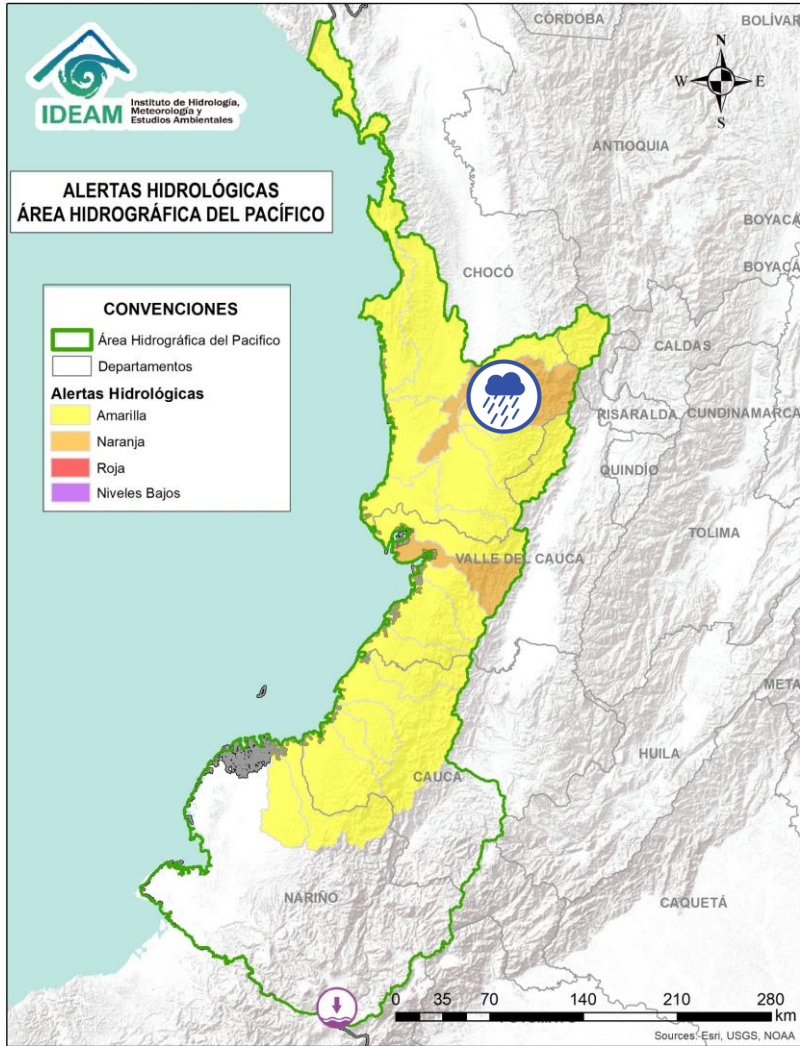 IDEAM
Instituto de Hidrología,
Meteorología y
Estudios Ambientales
CÓRDOBA
BOLÍVAR
N
W
E
S
ANTIOQUIA
ALERTAS HIDROLÓGICAS
ÁREA HIDROGRÁFICA DEL PACÍFICO
BOYACÁ
BOYACÁ
CHOCÓ
CONVENCIONES
Área Hidrográfica del Pacifico
Departamentos
Alertas Hidrológicas
Amarilla
Naranja
Roja
Niveles Bajos
CALDAS
RISARALDA
CUNDINAMARCA
QUINDÍO
TOLIMA
VALLE DEL CAUCA
META
HUILA
CAUCA
NARIÑO
CAQUETÁ
0 35 70 140 210 280
km
Sources: Esri, USGS, NOAA